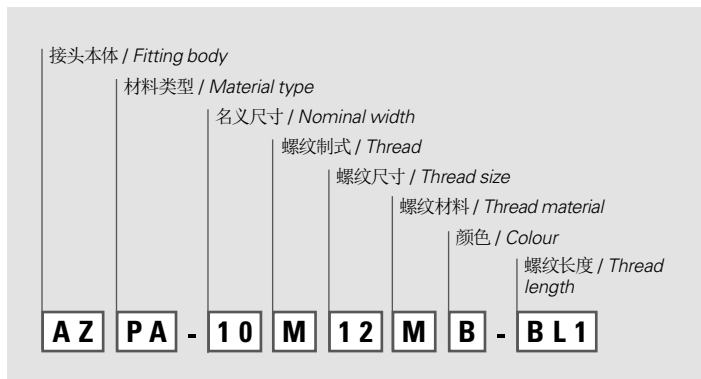 接头本体 / Fitting body
材料类型 / Material type
名义尺寸 / Nominal width
螺纹制式 / Thread
螺纹尺寸 / Thread size
螺纹材料 / Thread material
颜色 / Colour
螺纹长度 / Thread
length
AZ PA - 10 M 12 M B - BL1